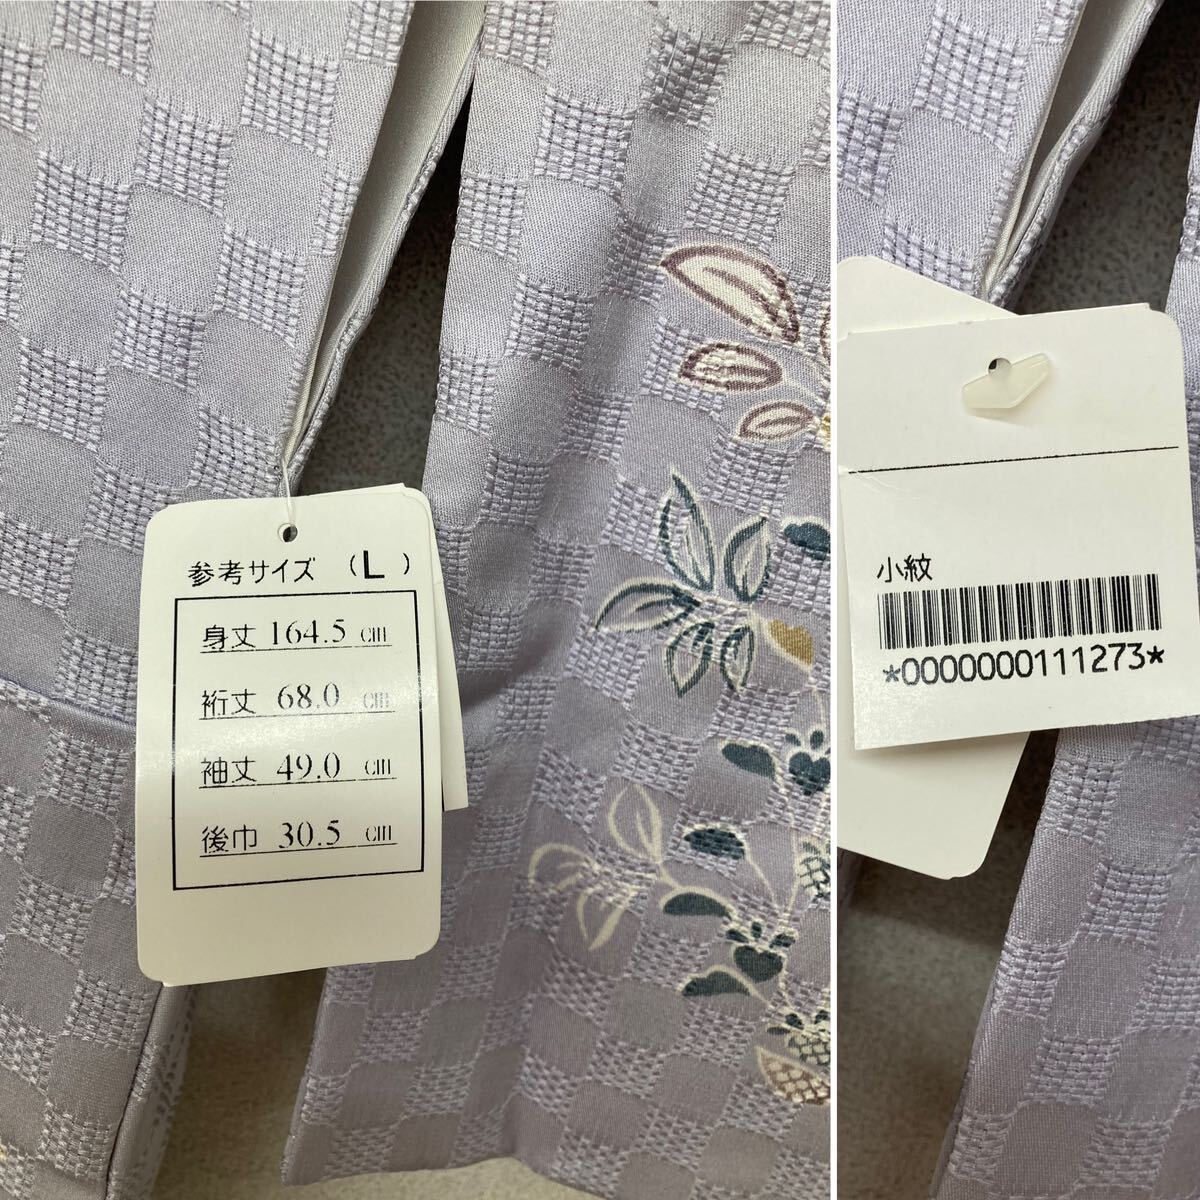 参考サイズ （L）
身丈 164.5 cm
裄丈 68.0 cm
袖丈 49.0 cm
後巾 30.5 cm
小紋
*0000000111273*